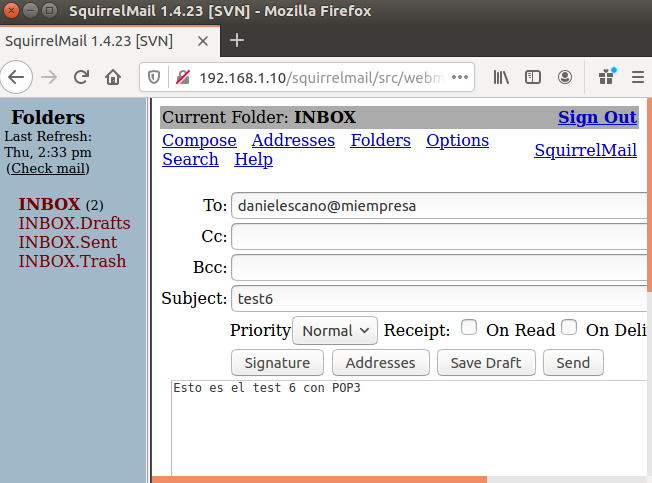 SquirrelMail 1.4.23 [SVN] - Mozilla Firefox
SquirrelMail 1.4.23 [SVN]
192.168.1.10/squirrelmail/src/webm
Folders
Last Refresh:
Thu, 2:33 pm
(Check mail)
INBOX (2)
INBOX.Drafts
INBOX.Sent
INBOX.Trash
Current Folder: INBOX Sign Out
Compose Addresses Folders Options
Search Help
SquirrelMail
To: danielescano@miempresa
Cc:
Bcc:
Subject: test6
Priority Normal Receipt: On Read On Deli
Signature Addresses Save Draft Send
Esto es el test 6 con POP3